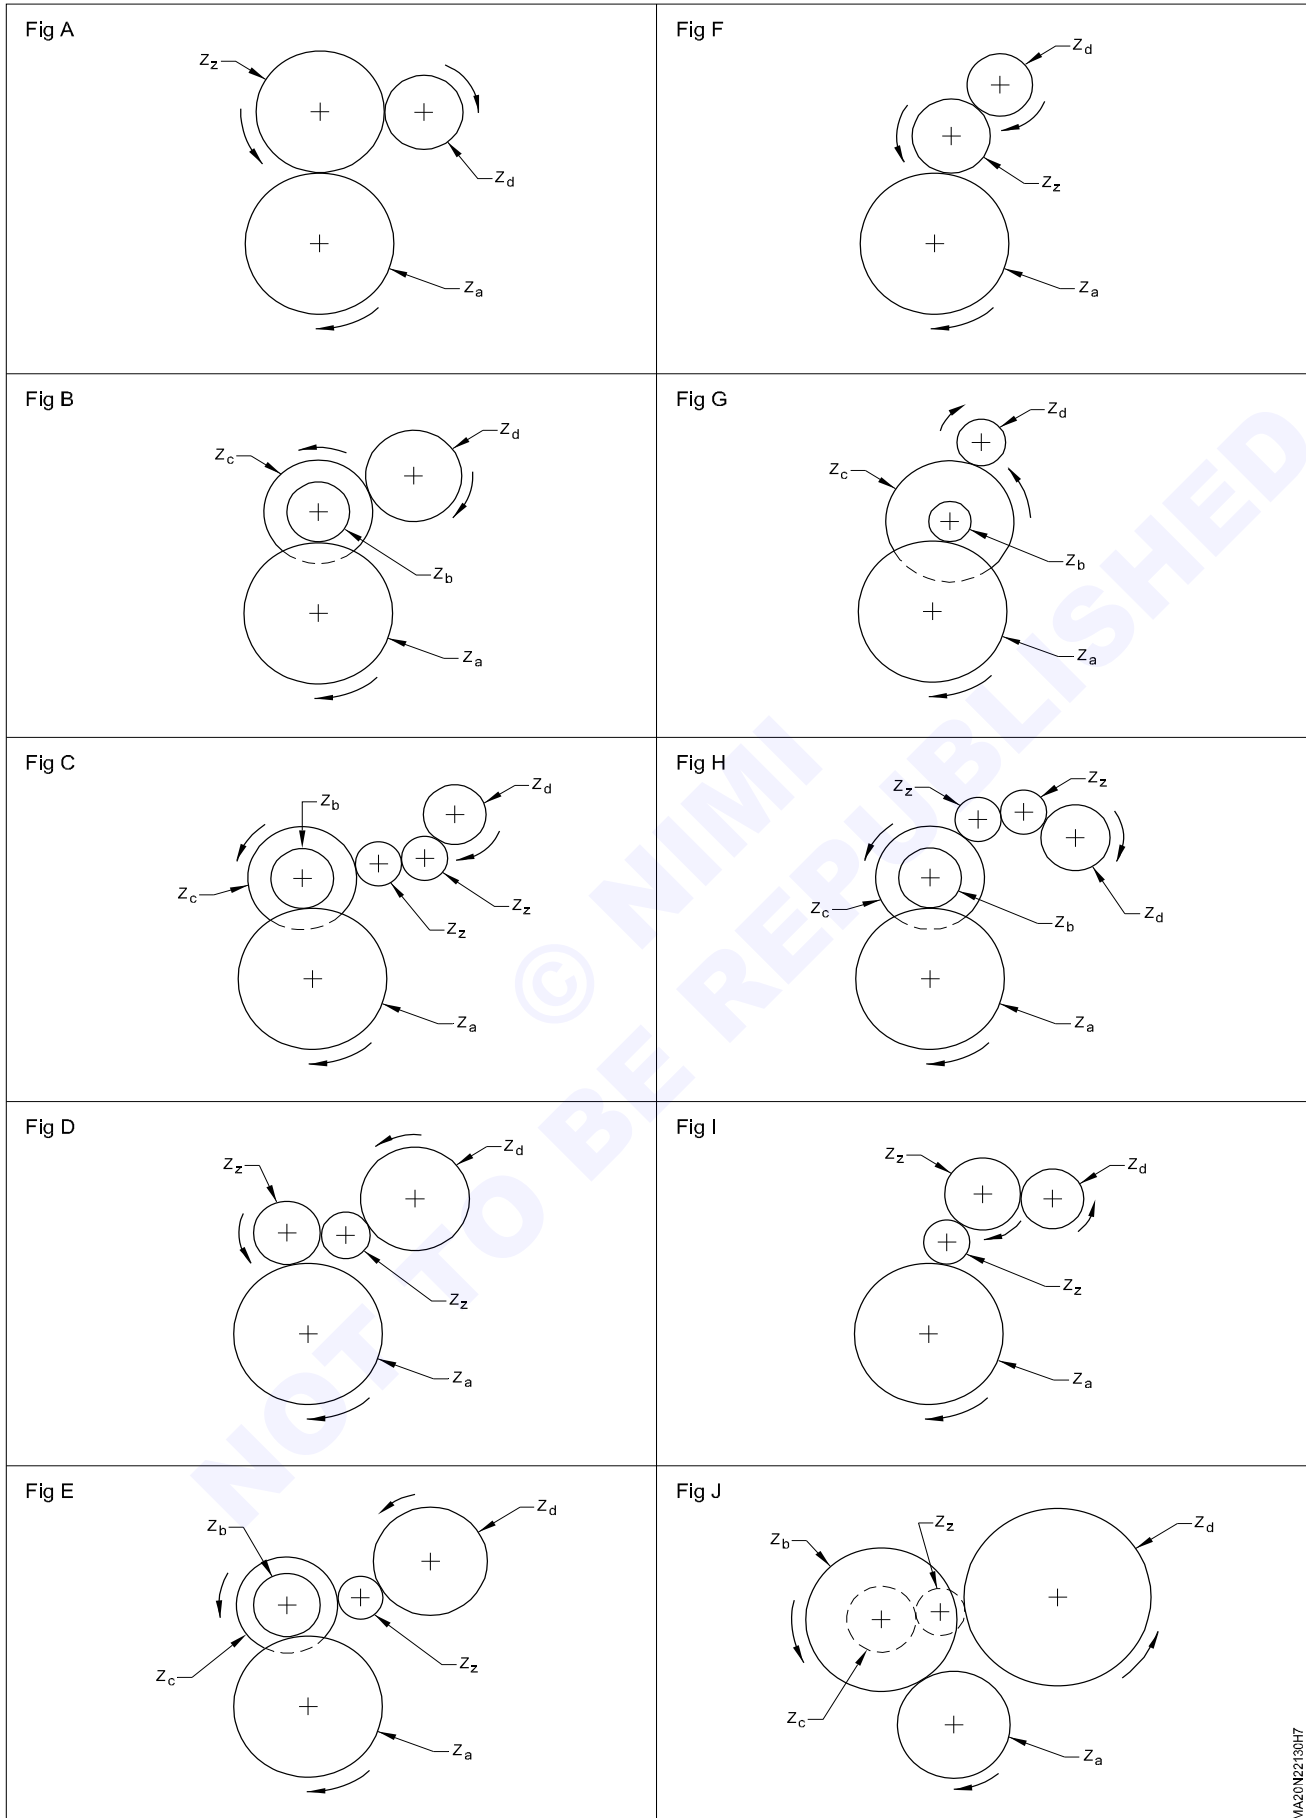 Fig A
Zz
Zd
Za
Fig F
Zd
Zz
Za
Fig B
Zc
Zd
Zb
Za
Fig G
Zd
Zc
Zb
Za
Fig C
Zb
Zd
Zc
Zz
Zz
Za
Fig H
Zz
Zz
Zc
Zb
Zd
Za
Fig D
Zz
Zd
Zz
Za
Fig I
Zz
Zd
Zz
Za
Fig E
Zb
Zd
Zc
Zz
Za
Fig J
Zb
Zz
Zd
Zc
Za
© NIMI
NOT TO BE REPUBLISHED
MA20N22130H7